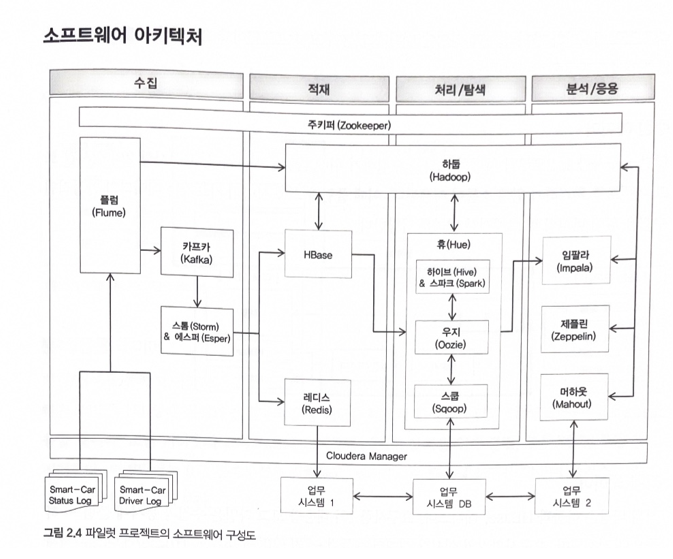 소프트웨어 아키텍처
수집
적재
처리/탐색
분석/응용
주키퍼(Zookeeper)
플럼
(Flume)
하둡
(Hadoop)
카프카
(Kafka)
스톰(Storm)
& 에스퍼(Esper)
HBase
레디스
(Redis)
휴(Hue)
하이브(Hive)
& 스파크(Spark)
우지
(Oozie)
스쿱
(Sqoop)
임팔라
(Impala)
제플린
(Zeppelin)
머하웃
(Mahout)
Cloudera Manager
Smart-Car
Status Log
Smart-Car
Driver Log
업무
시스템 1
업무
시스템 DB
업무
시스템 2
그림 2.4 파일럿 프로젝트의 소프트웨어 구성도